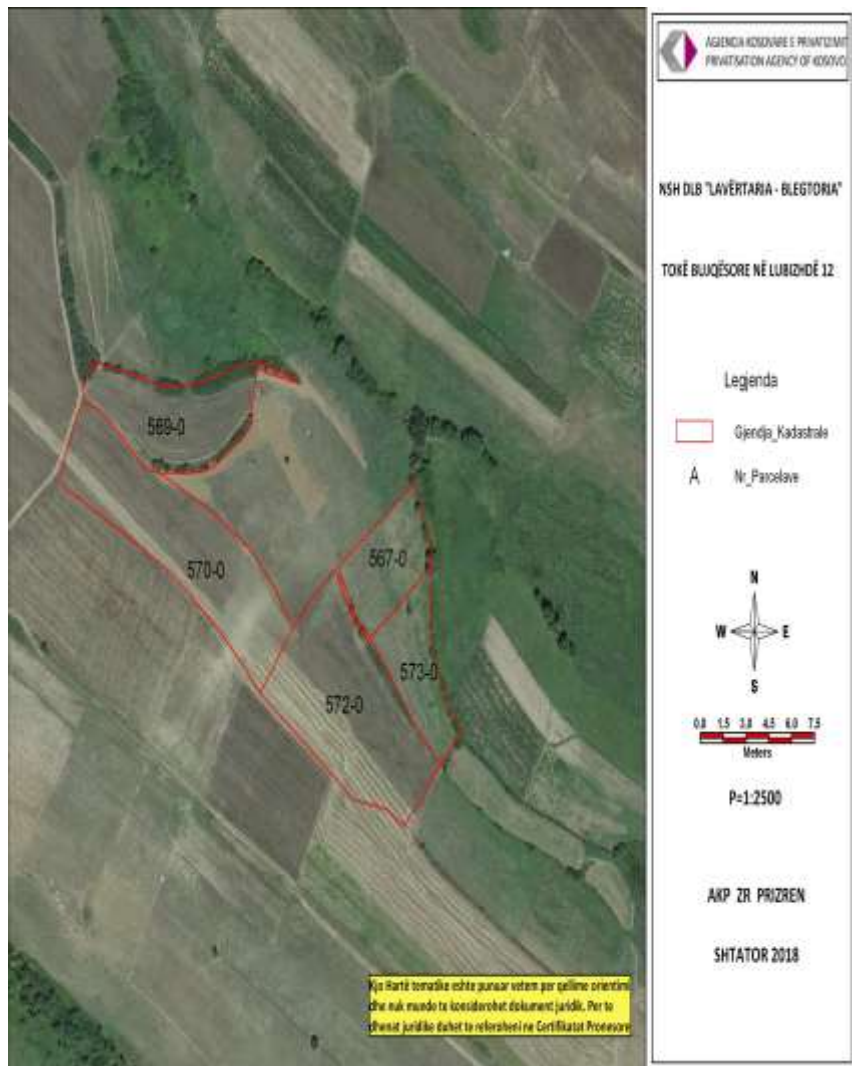 AGJENCIA KOSOVARE E PRIVATIZIMIT
PRIVATISATION AGENCY OF KOSOVO
NSH DLB "LAVËRTARIA - BLEGTORIA"
TOKË BUJQËSORE NË LUBIZHDË 12
Legjenda
Gjendja_Kadastrale
A Nr_Parcelave
N
W E
S
0.0 1.5 3.0 4.5 6.0 7.5
Meters
P=1:2500
AKP ZR PRIZREN
SHTATOR 2018
569-0
570-0
567-0
573-0
572-0
Kjo Hartë tematike eshte punuar vetem per qellime orientimi
dhe nuk mundo te konsiderohet dokument juridik. Per te
dhenat juridike duhet te referoheni ne Certifikatat Pronesore